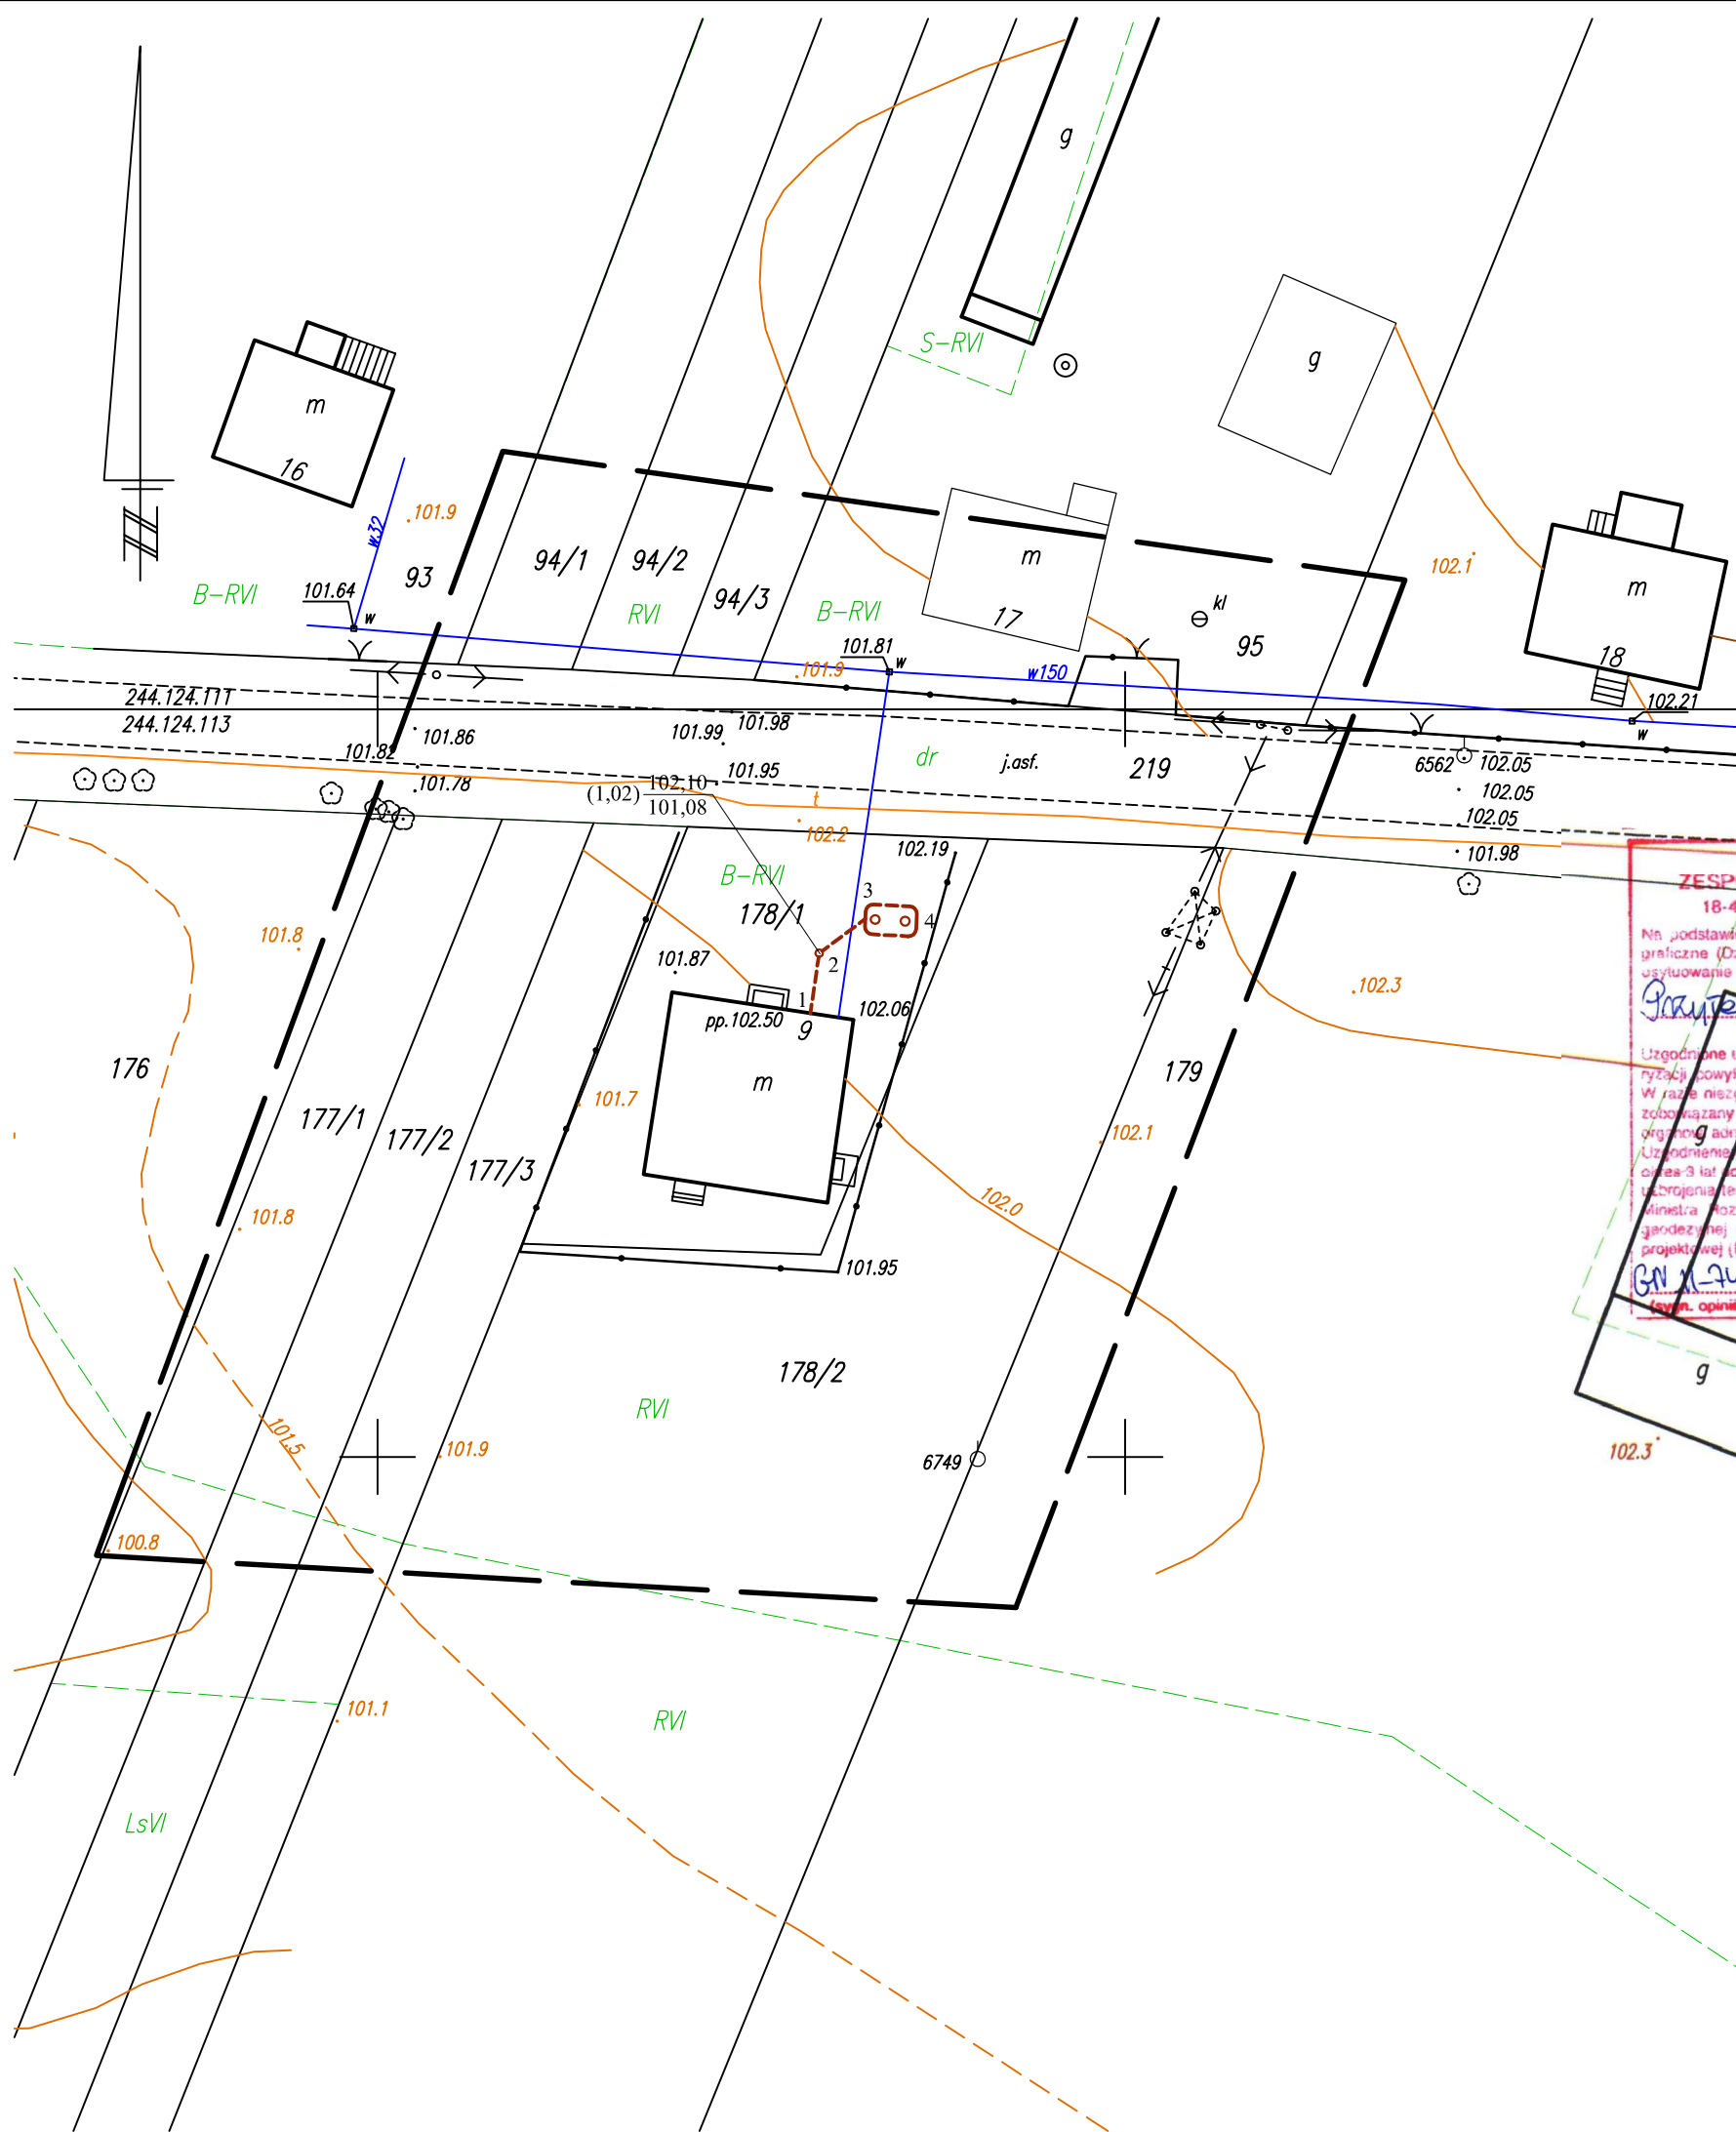 g
S-RVI
g
m
16
w32
101.9
m
102.1
m
93
94/1
94/2
94/3
B-RVI
101.64
w
RVI
B-RVI
17
kl
95
18
101.81
w
101.9
w150
102.21
w
244.124.111
244.124.113
101.82
101.86
101.99
101.98
dr
j.asf.
219
6562
102.05
101.78
101.95
102.05
102.05
(1,02) 102,10
101,08
t
102.2
102.19
101.98
B-RVI
178/1
3
4
2
1
101.8
101.87
102.3
pp.102.50
9
102.06
m
176
177/1
177/2
177/3
101.7
179
102.1
101.8
102.0
101.95
178/2
RVI
101.5
101.9
6749
100.8
101.1
RVI
LsVI
ZESP
18-4
Na podstawi
graficzne (Dz
usytuowanie
Uzgodnione u
W razie niezg
zobowiązany
Uzgodnienie
okres 3 lat
uzbrojenia te
Ministra Roz
geodezyjnej
projektowej (
(sygn. opinii
g
g
102.3